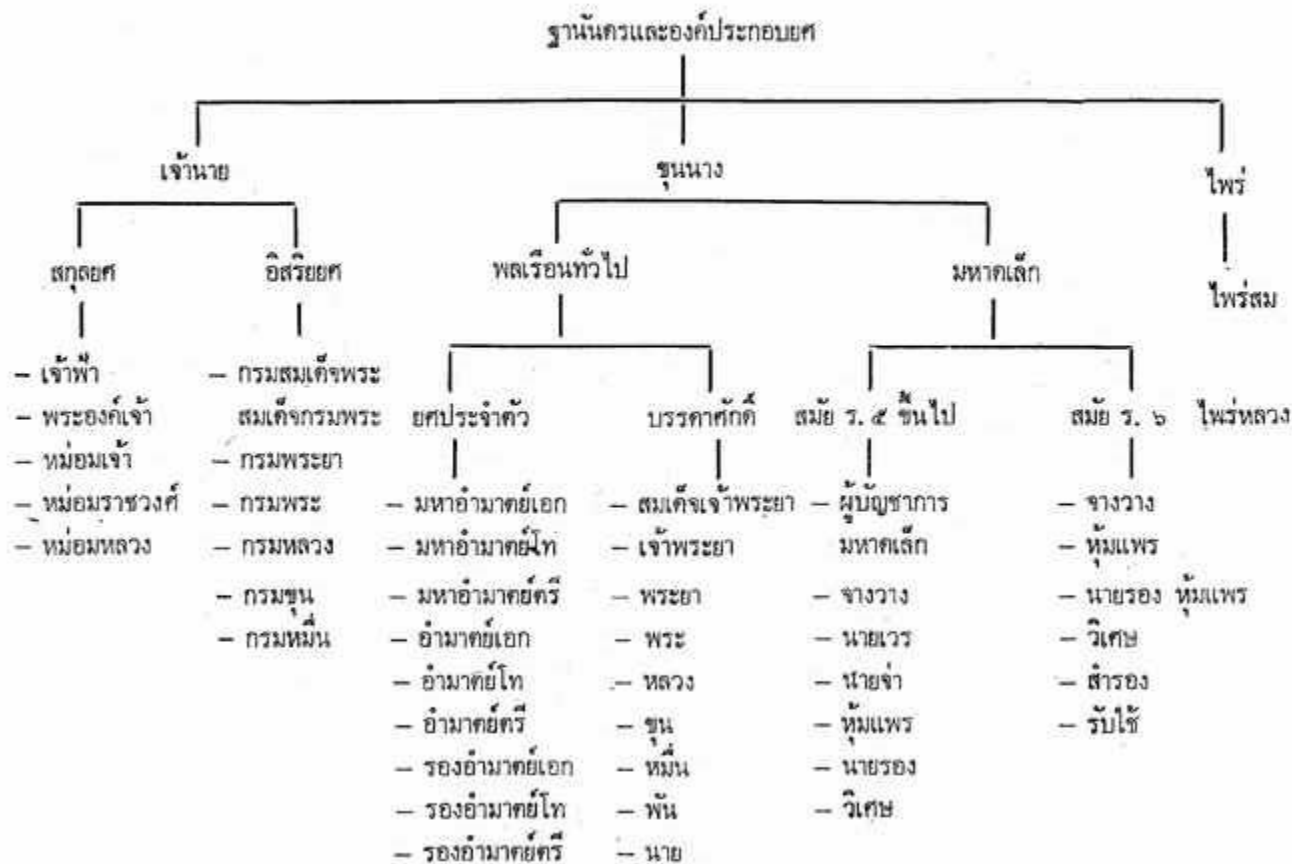 ฐานันดรและองค์ประกอบยศ
เจ้านาย
ขุนนาง
ไพร่
สกุลยศ
อิสริยยศ
พลเรือนทั่วไป
มหาดเล็ก
ไพร่สม
– เจ้าฟ้า
– พระองค์เจ้า
– หม่อมเจ้า
– หม่อมราชวงศ์
– หม่อมหลวง
– กรมสมเด็จพระ
สมเด็จกรมพระ
– กรมพระยา
– กรมพระ
– กรมหลวง
– กรมขุน
– กรมหมื่น
ยศประจำตัว
– มหาอำมาตย์เอก
– มหาอำมาตย์โท
– มหาอำมาตย์ตรี
– อำมาตย์เอก
– อำมาตย์โท
– อำมาตย์ตรี
– รองอำมาตย์เอก
– รองอำมาตย์โท
– รองอำมาตย์ตรี
บรรดาศักดิ์
– สมเด็จเจ้าพระยา
– เจ้าพระยา
– พระยา
– พระ
– หลวง
– ขุน
– หมื่น
– พัน
– นาย
สมัย ร. ๕ ขึ้นไป
– ผู้บัญชาการ
มหาดเล็ก
– จางวาง
– นายเวร
– นายจ่า
– หุ้มแพร
– นายรอง
– วิเศษ
สมัย ร. ๖
– จางวาง
– หุ้มแพร
– นายรอง หุ้มแพร
– วิเศษ
– สำรอง
– รับใช้
ไพร่หลวง